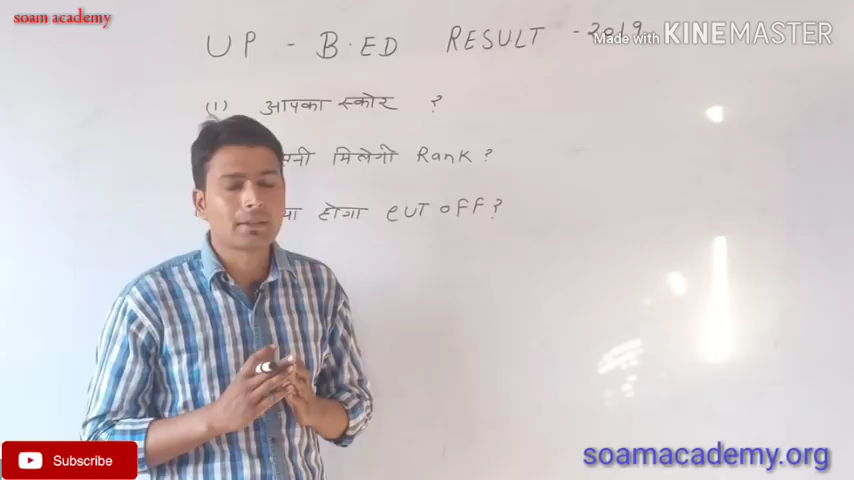 soam academy
UP - B.ED RESULT - 2019
Made with KINEMASTER
(1) आपका स्कोर ?
मिलेगी Rank ?
होगा CUT OFF ?
Subscribe
soamacademy.org